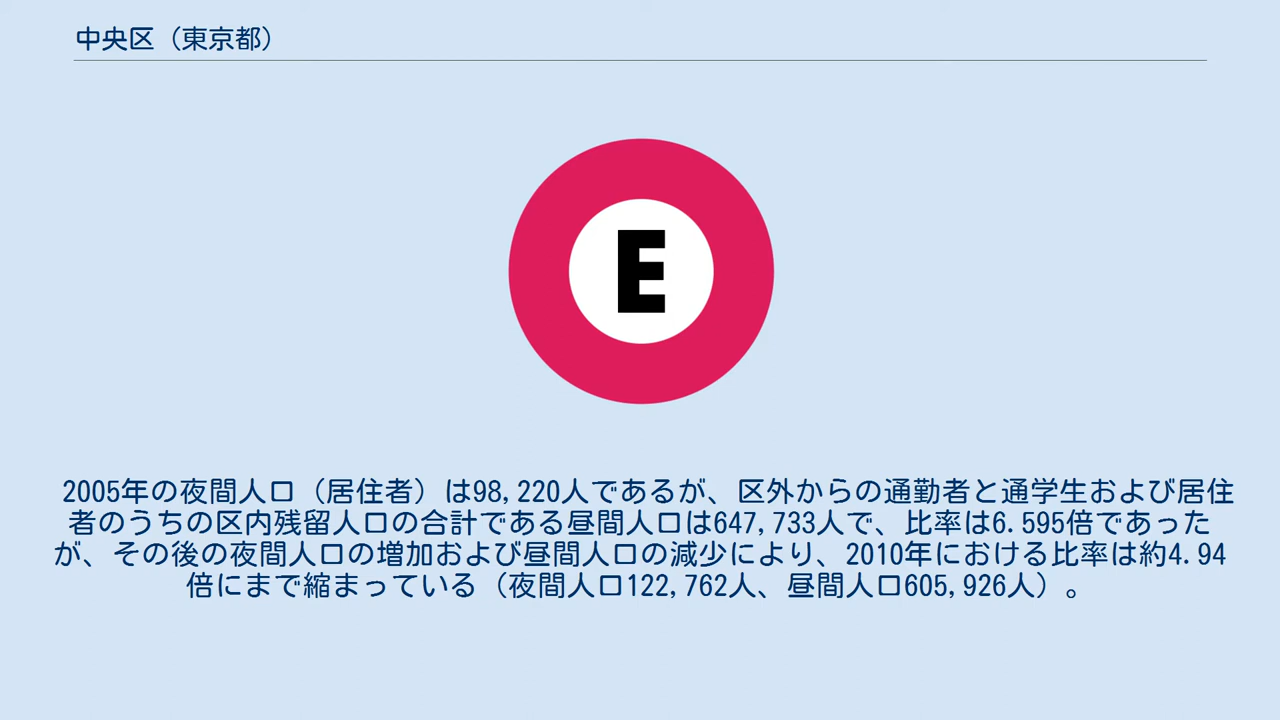 中央区（東京都）
E
2005年の夜間人口（居住者）は98,220人であるが、区外からの通勤者と通学生および居住
者のうちの区内残留人口の合計である昼間人口は647,733人で、比率は6.595倍であった
が、その後の夜間人口の増加および昼間人口の減少により、2010年における比率は約4.94
倍にまで縮まっている（夜間人口122,762人、昼間人口605,926人）。